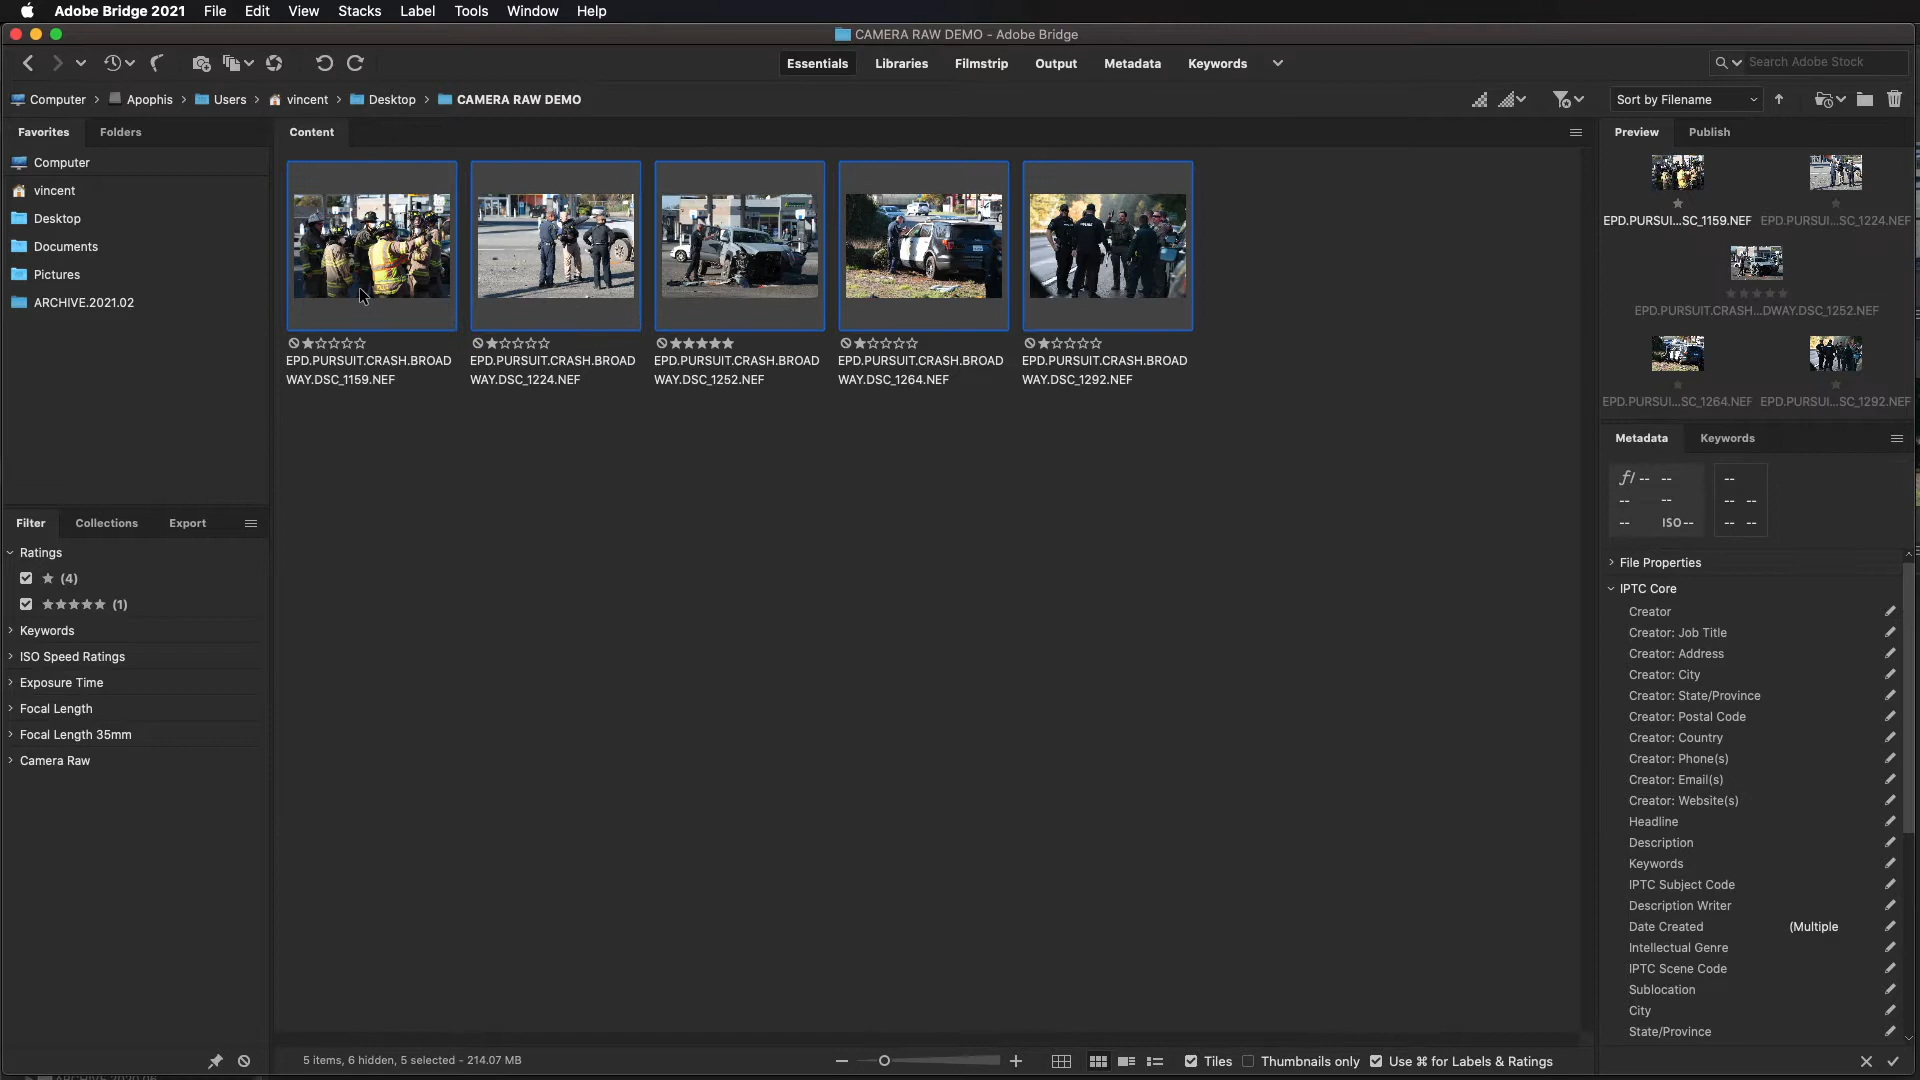 Adobe Bridge 2021 File Edit View Stacks Label Tools Window Help
CAMERA RAW DEMO - Adobe Bridge
Essentials Libraries Filmstrip Output Metadata Keywords
Search Adobe Stock
Computer Apophis Users vincent Desktop CAMERA RAW DEMO
Sort by Filename
Favorites Folders
Computer
vincent
Desktop
Documents
Pictures
ARCHIVE.2021.02
Content
EPD.PURSUIT.CRASH.BROAD
WAY.DSC_1159.NEF
EPD.PURSUIT.CRASH.BROAD
WAY.DSC_1224.NEF
EPD.PURSUIT.CRASH.BROAD
WAY.DSC_1252.NEF
EPD.PURSUIT.CRASH.BROAD
WAY.DSC_1264.NEF
EPD.PURSUIT.CRASH.BROAD
WAY.DSC_1292.NEF
Filter Collections Export
Ratings
(4)
(1)
Keywords
ISO Speed Ratings
Exposure Time
Focal Length
Focal Length 35mm
Camera Raw
5 items, 6 hidden, 5 selected - 214.07 MB
Tiles Thumbnails only Use ⌘ for Labels & Ratings
Preview Publish
EPD.PURSUI...SC_1159.NEF EPD.PURSUI...SC_1224.NEF
EPD.PURSUIT.CRASH...DWAY.DSC_1252.NEF
EPD.PURSUI...SC_1264.NEF EPD.PURSUI...SC_1292.NEF
Metadata Keywords
f/ -- -- --
-- -- -- --
-- ISO -- -- --
File Properties
IPTC Core
Creator
Creator: Job Title
Creator: Address
Creator: City
Creator: State/Province
Creator: Postal Code
Creator: Country
Creator: Phone(s)
Creator: Email(s)
Creator: Website(s)
Headline
Description
Keywords
IPTC Subject Code
Description Writer
Date Created (Multiple
Intellectual Genre
IPTC Scene Code
Sublocation
City
State/Province